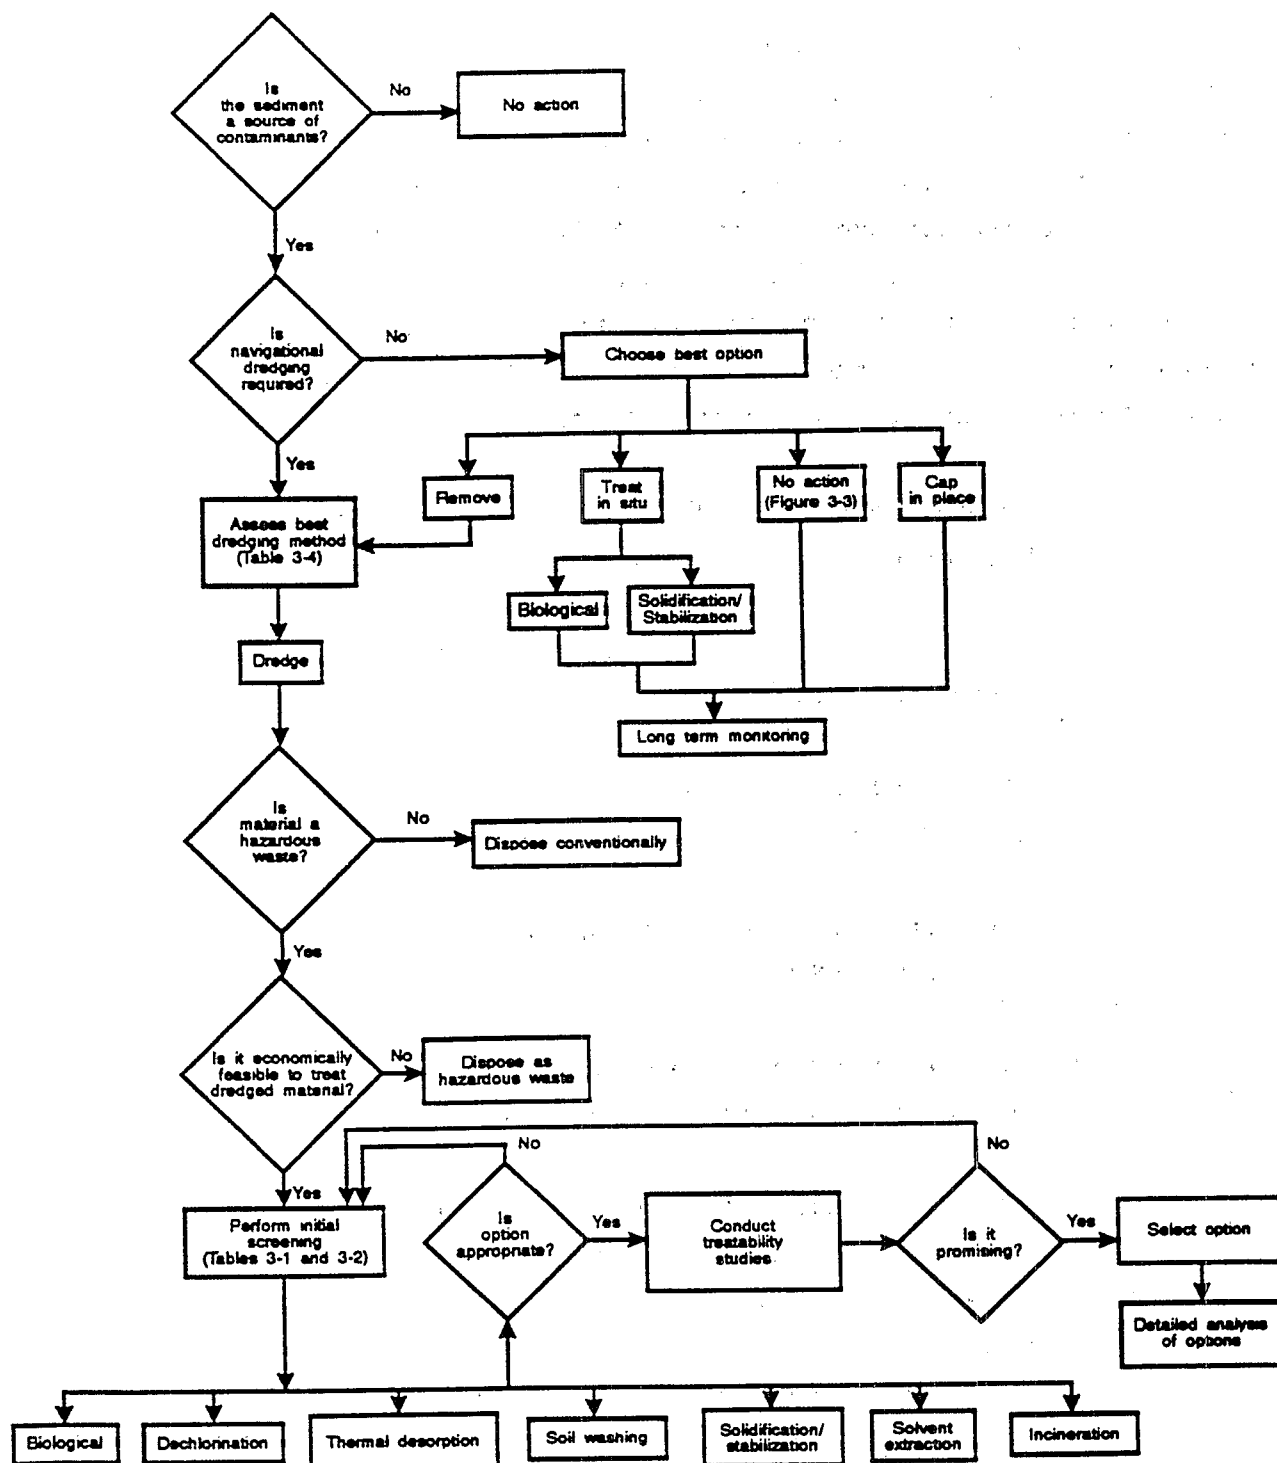 Is
the sediment
a source of
contaminants?
No
No action
Yes
Is
navigational
dredging
required?
No
Choose best option
Yes
Remove
Treat
in situ
No action
(Figure 3-3)
Cap
in place
Assess best
dredging method
(Table 3-4)
Biological
Solidification/
Stabilization
Dredge
Long term monitoring
Is
material a
hazardous
waste?
No
Dispose conventionally
Yes
Is it economically
feasible to treat
dredged material?
No
Dispose as
hazardous waste
Yes
No
No
Perform initial
screening
(Tables 3-1 and 3-2)
Is
option
appropriate?
Yes
Conduct
treatability
studies
Is it
promising?
Yes
Select option
Detailed analysis
of options
Biological
Dechlorination
Thermal desorption
Soil washing
Solidification/
stabilization
Solvent
extraction
Incineration